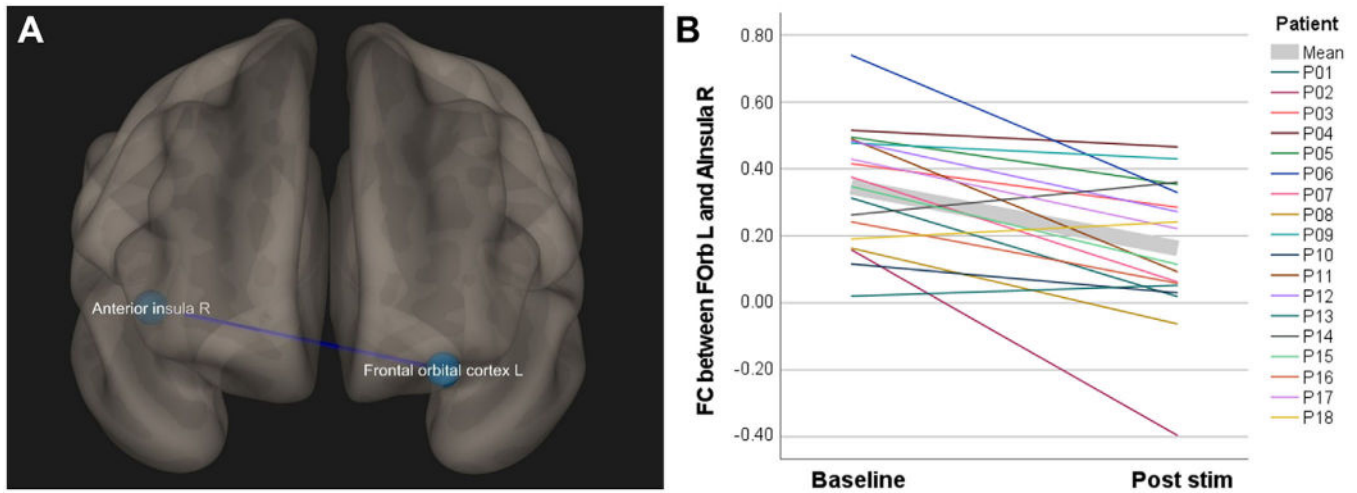 A
Anterior insula R
Frontal orbital cortex L
B
FC between FOrb L and AInsula R
0.80
0.60
0.40
0.20
0.00
-0.20
-0.40
Baseline
Post stim
Patient
Mean
P01
P02
P03
P04
P05
P06
P07
P08
P09
P10
P11
P12
P13
P14
P15
P16
P17
P18